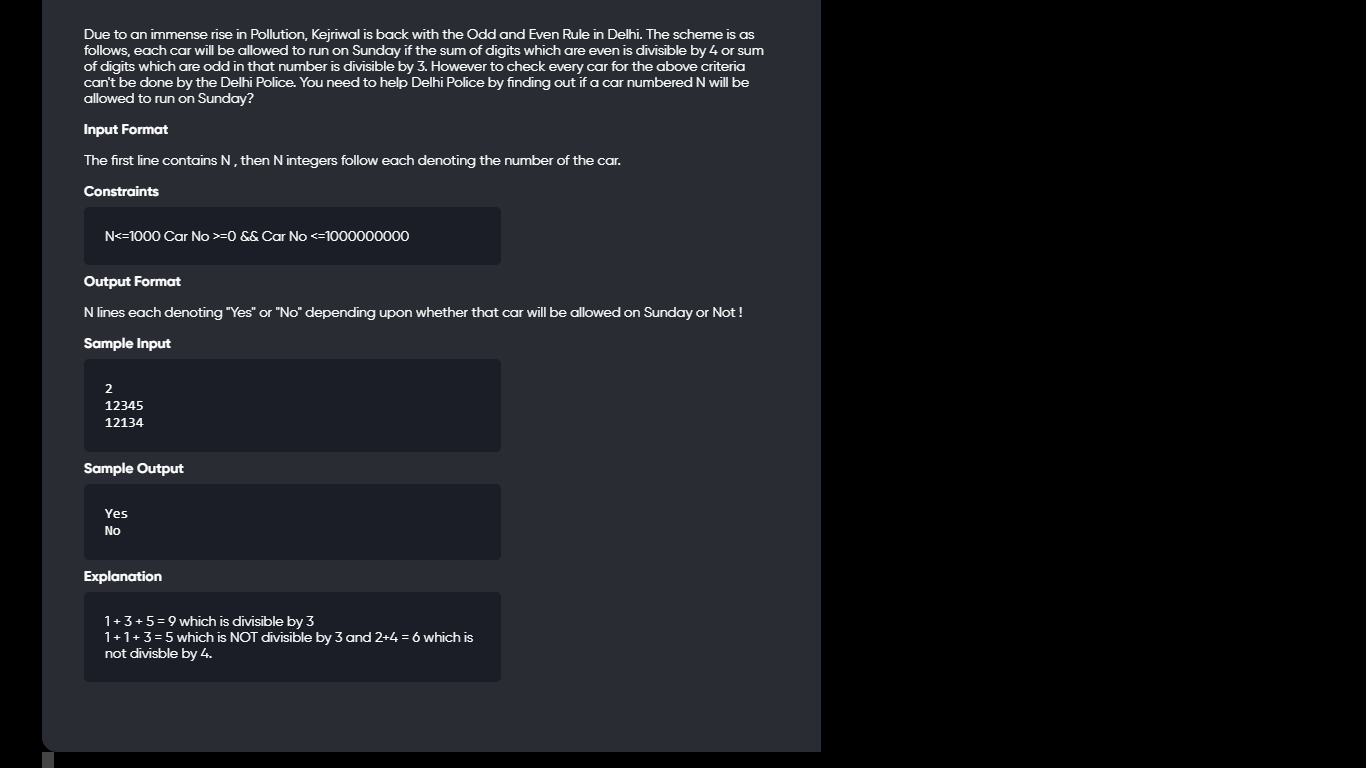 Due to an immense rise in Pollution, Kejriwal is back with the Odd and Even Rule in Delhi. The scheme is as
follows, each car will be allowed to run on Sunday if the sum of digits which are even is divisible by 4 or sum
of digits which are odd in that number is divisible by 3. However to check every car for the above criteria
can't be done by the Delhi Police. You need to help Delhi Police by finding out if a car numbered N will be
allowed to run on Sunday?
Input Format
The first line contains N , then N integers follow each denoting the number of the car.
Constraints
N<=1000 Car No >=0 && Car No <=1000000000
Output Format
N lines each denoting "Yes" or "No" depending upon whether that car will be allowed on Sunday or Not !
Sample Input
2
12345
12134
Sample Output
Yes
No
Explanation
1 + 3 + 5 = 9 which is divisible by 3
1 + 1 + 3 = 5 which is NOT divisible by 3 and 2+4 = 6 which is
not divisble by 4.